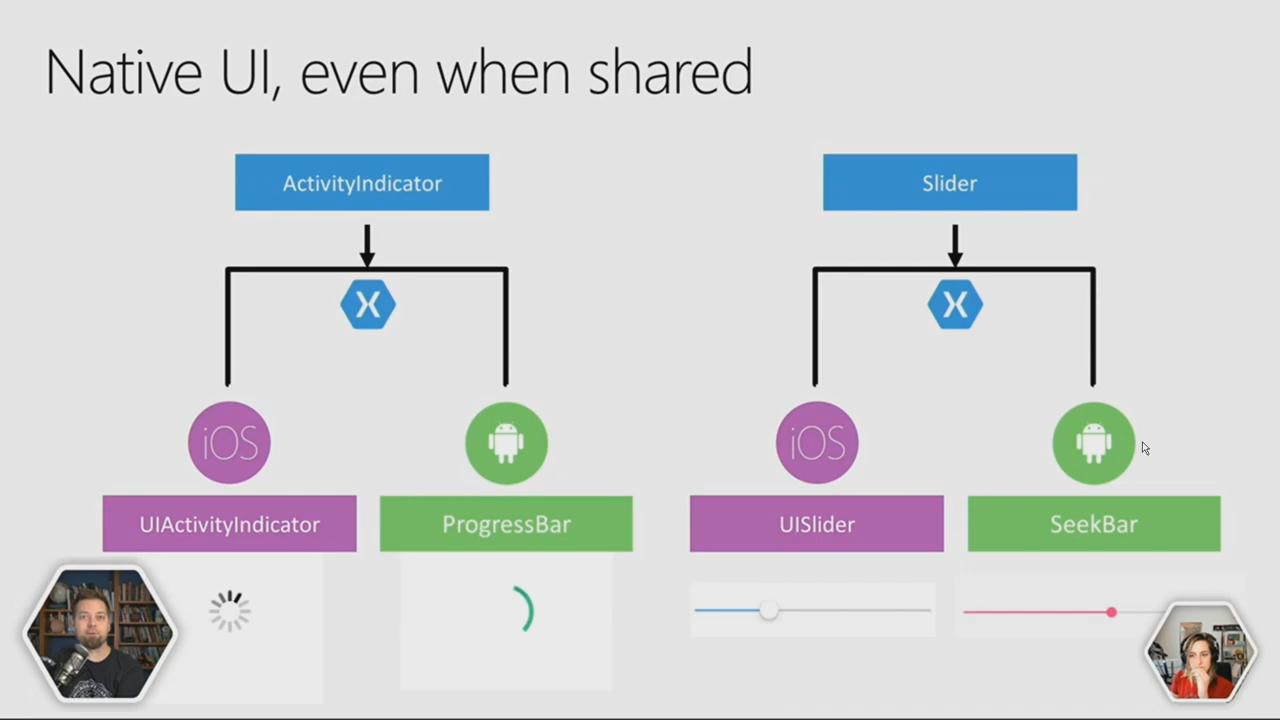 Native UI, even when shared
ActivityIndicator
Slider
X
X
iOS
iOS
UIActivityIndicator
ProgressBar
UISlider
SeekBar